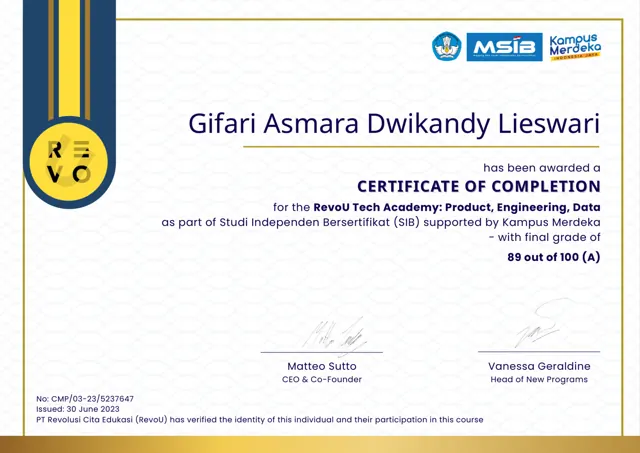 MSIB
Kampus
Merdeka
INDONESIA JAYA
RE
VO
Gifari Asmara Dwikandy Lieswari
has been awarded a
CERTIFICATE OF COMPLETION
for the RevoU Tech Academy: Product, Engineering, Data
as part of Studi Independen Bersertifikat (SIB) supported by Kampus Merdeka
- with final grade of
89 out of 100 (A)
Matteo Sutto
CEO & Co-Founder
Vanessa Geraldine
Head of New Programs
No: CMP/03-23/5237647
Issued: 30 June 2023
PT Revolusi Cita Edukasi (RevoU) has verified the identity of this individual and their participation in this course